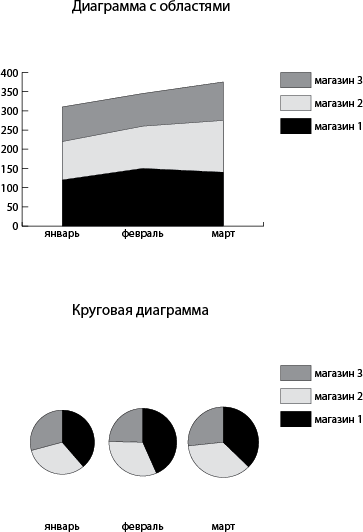 Диаграмма с областями
400
350
300
250
200
150
100
50
0
январь февраль март
магазин 3
магазин 2
магазин 1
Круговая диаграмма
магазин 3
магазин 2
магазин 1
январь февраль март